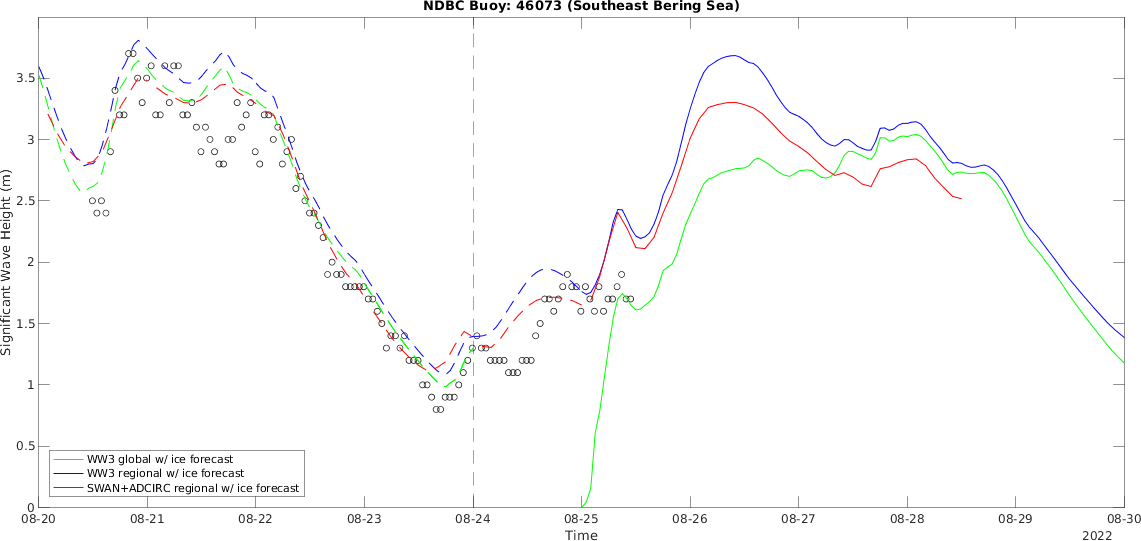 NDBC Buoy: 46073 (Southeast Bering Sea)
Significant Wave Height (m)
3.5
3
2.5
2
1.5
1
0.5
0
WW3 global w/ ice forecast
WW3 regional w/ ice forecast
SWAN+ADCIRC regional w/ ice forecast
08-20 08-21 08-22 08-23 08-24 08-25 08-26 08-27 08-28 08-29 08-30
Time
2022